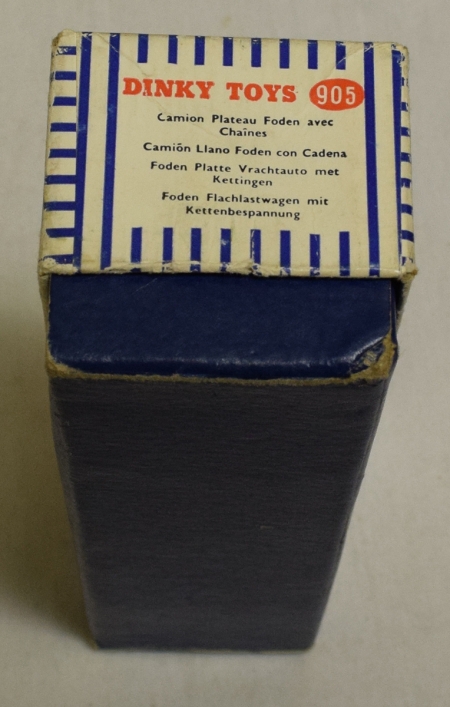 DINKY TOYS 905
Camion Plateau Foden avec
Chaînes
Camión Llano Foden con Cadena
Foden Platte Vrachtauto met
Kettingen
Foden Flachlastwagen mit
Kettenbespannung